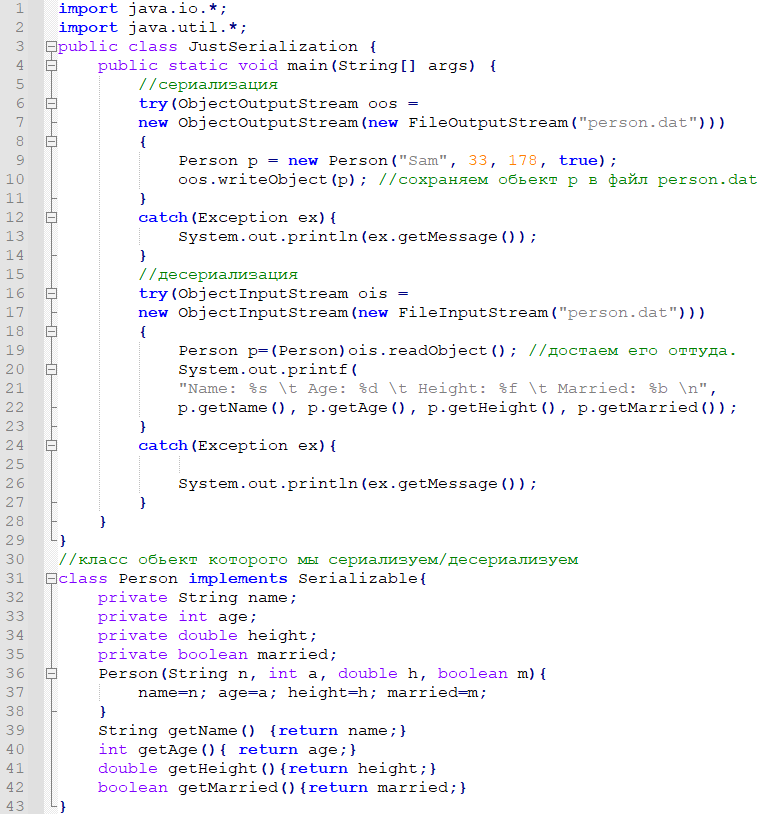 1 import java.io.*;
2 import java.util.*;
3 public class JustSerialization {
4 public static void main(String[] args) {
5 //сериализация
6 try(ObjectOutputStream oos =
7 new ObjectOutputStream(new FileOutputStream("person.dat")))
8 {
9 Person p = new Person("Sam", 33, 178, true);
10 oos.writeObject(p); //сохраняем обьект p в файл person.dat
11 }
12 catch(Exception ex){
13 System.out.println(ex.getMessage());
14 }
15 //десериализация
16 try(ObjectInputStream ois =
17 new ObjectInputStream(new FileInputStream("person.dat")))
18 {
19 Person p=(Person)ois.readObject(); //достаем его оттуда.
20 System.out.printf(
21 "Name: %s \t Age: %d \t Height: %f \t Married: %b \n",
22 p.getName(), p.getAge(), p.getHeight(), p.getMarried());
23 }
24 catch(Exception ex){
25
26 System.out.println(ex.getMessage());
27 }
28 }
29 }
30 //класс обьект которого мы сериализуем/десериализуем
31 class Person implements Serializable{
32 private String name;
33 private int age;
34 private double height;
35 private boolean married;
36 Person(String n, int a, double h, boolean m){
37 name=n; age=a; height=h; married=m;
38 }
39 String getName() {return name;}
40 int getAge(){ return age;}
41 double getHeight(){return height;}
42 boolean getMarried(){return married;}
43 }